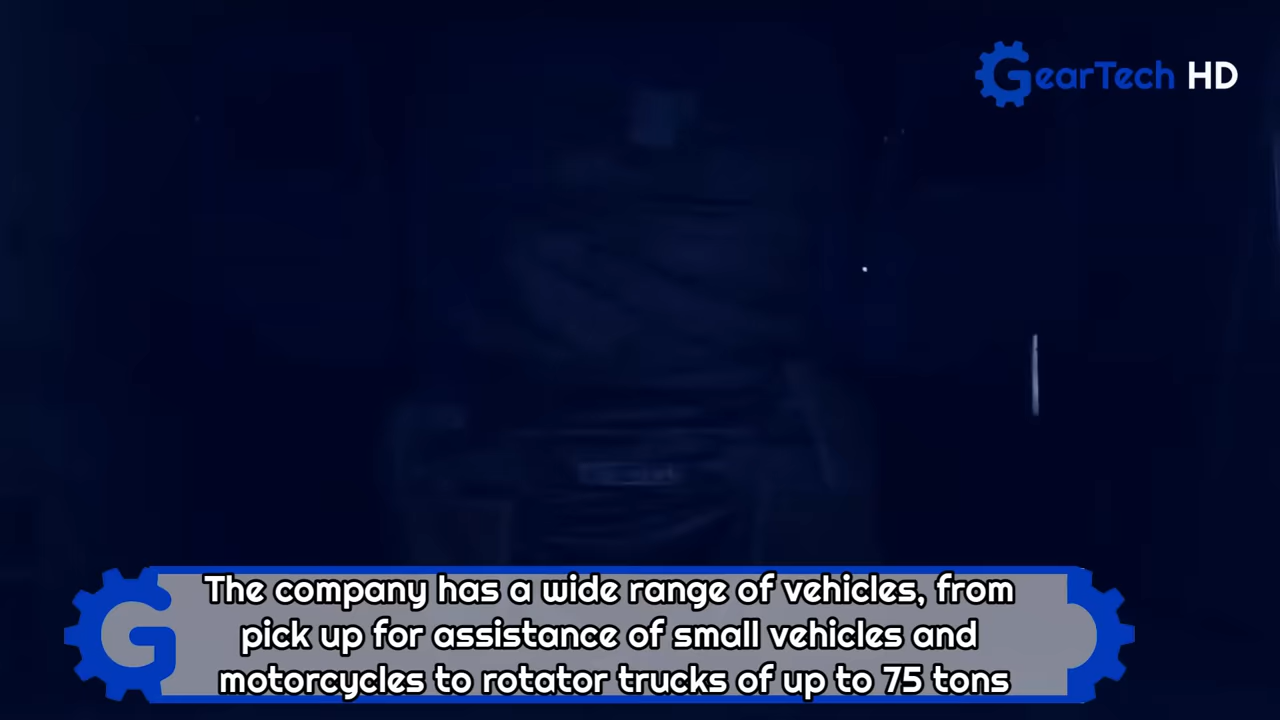 GearTech HD
The company has a wide range of vehicles, from
pick up for assistance of small vehicles and
motorcycles to rotator trucks of up to 75 tons